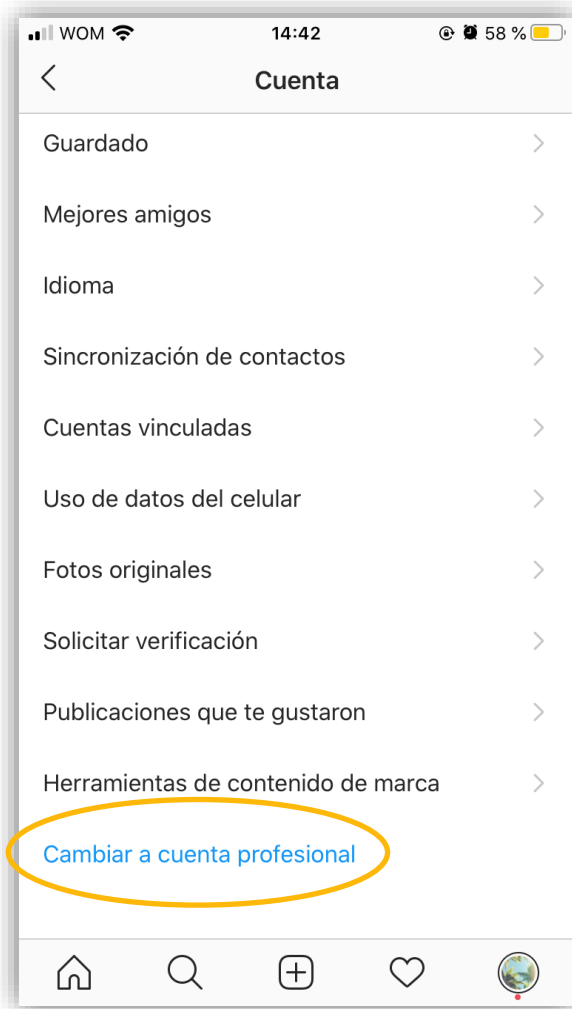 WOM 14:42 58 %
Cuenta
Guardado
Mejores amigos
Idioma
Sincronización de contactos
Cuentas vinculadas
Uso de datos del celular
Fotos originales
Solicitar verificación
Publicaciones que te gustaron
Herramientas de contenido de marca
Cambiar a cuenta profesional